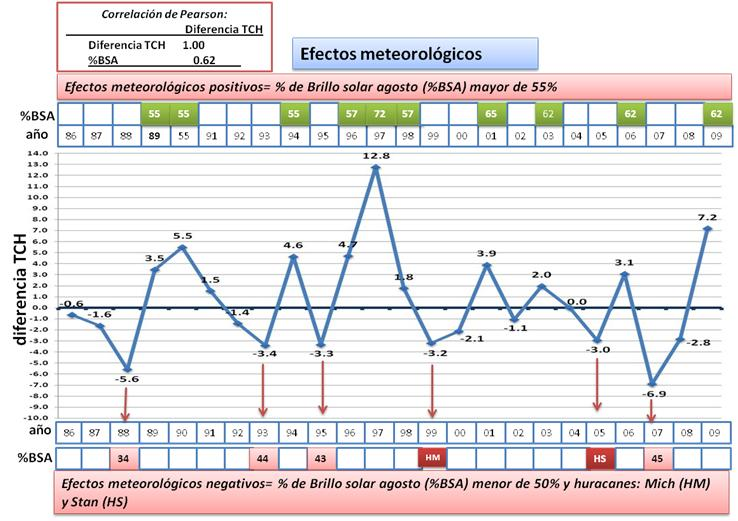 Correlación de Pearson:
Diferencia TCH
Diferencia TCH 1.00
%BSA 0.62
Efectos meteorológicos
Efectos meteorológicos positivos= % de Brillo solar agosto (%BSA) mayor de 55%
%BSA 55 55 55 57 72 57 65 62 62 62
año 86 87 88 89 55 91 92 93 94 95 96 97 98 99 00 01 02 03 04 05 06 07 08 09
diferencia TCH
14.0
13.0
12.0
11.0
10.0
9.0
8.0
7.0
6.0
5.0
4.0
3.0
2.0
1.0
0.0
-1.0
-2.0
-3.0
-4.0
-5.0
-6.0
-7.0
-8.0
-9.0
-10.0
-0.6 -1.6 -5.6 3.5 5.5 1.5 -1.4 -3.4 4.6 -3.3 4.7 12.8 1.8 -3.2 -2.1 3.9 -1.1 2.0 0.0 -3.0 3.1 -6.9 -2.8 7.2
año 86 87 88 89 90 91 92 93 94 95 96 97 98 99 00 01 02 03 04 05 06 07 08 09
%BSA 34 44 43 HM HS 45
Efectos meteorológicos negativos= % de Brillo solar agosto (%BSA) menor de 50% y huracanes: Mich (HM)
y Stan (HS)